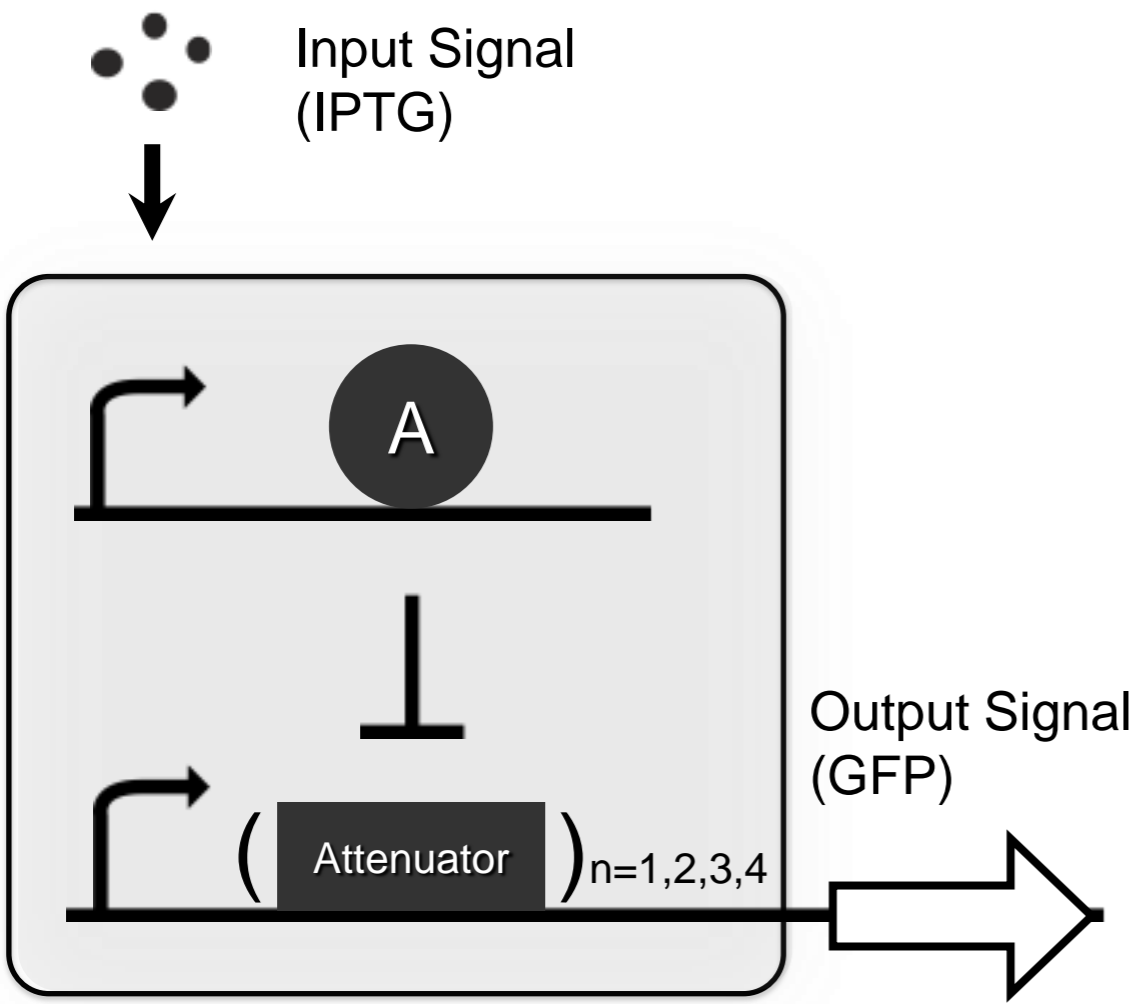 Input Signal
(IPTG)
A
Output Signal
(GFP)
( Attenuator )n=1,2,3,4